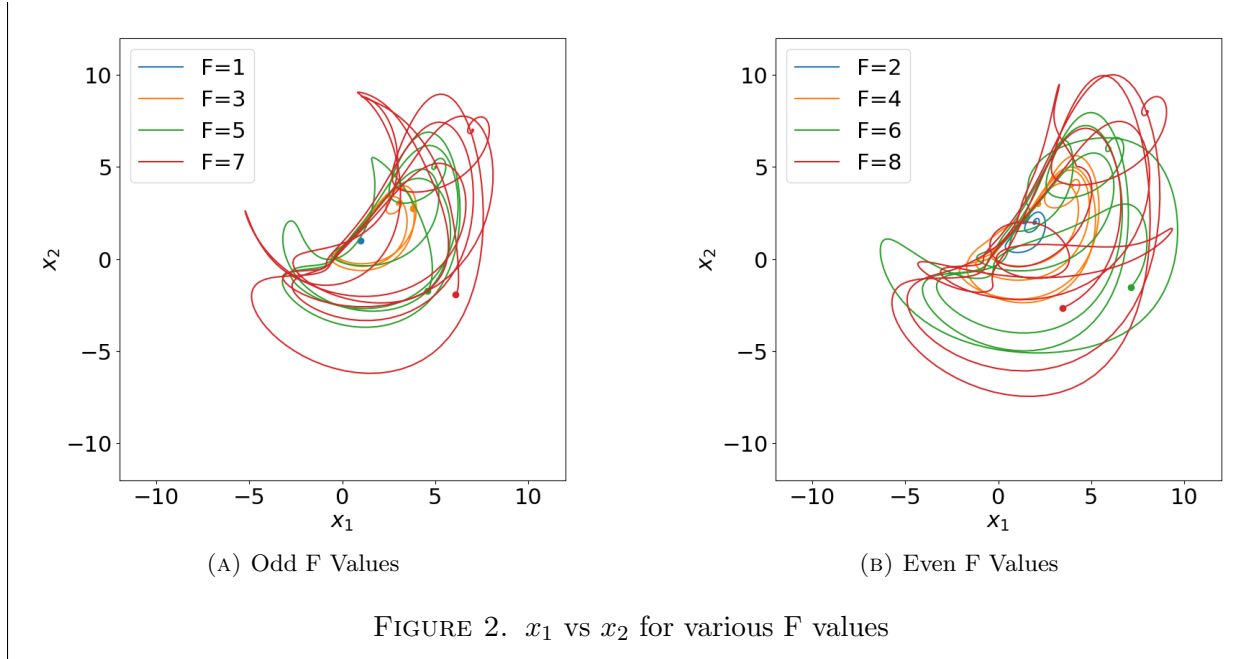 10
5
0
−5
−10
x₂
F=1
F=3
F=5
F=7
−10 −5 0 5 10
x₁
(A) Odd F Values
10
5
0
−5
−10
x₂
F=2
F=4
F=6
F=8
−10 −5 0 5 10
x₁
(B) Even F Values
FIGURE 2. x₁ vs x₂ for various F values